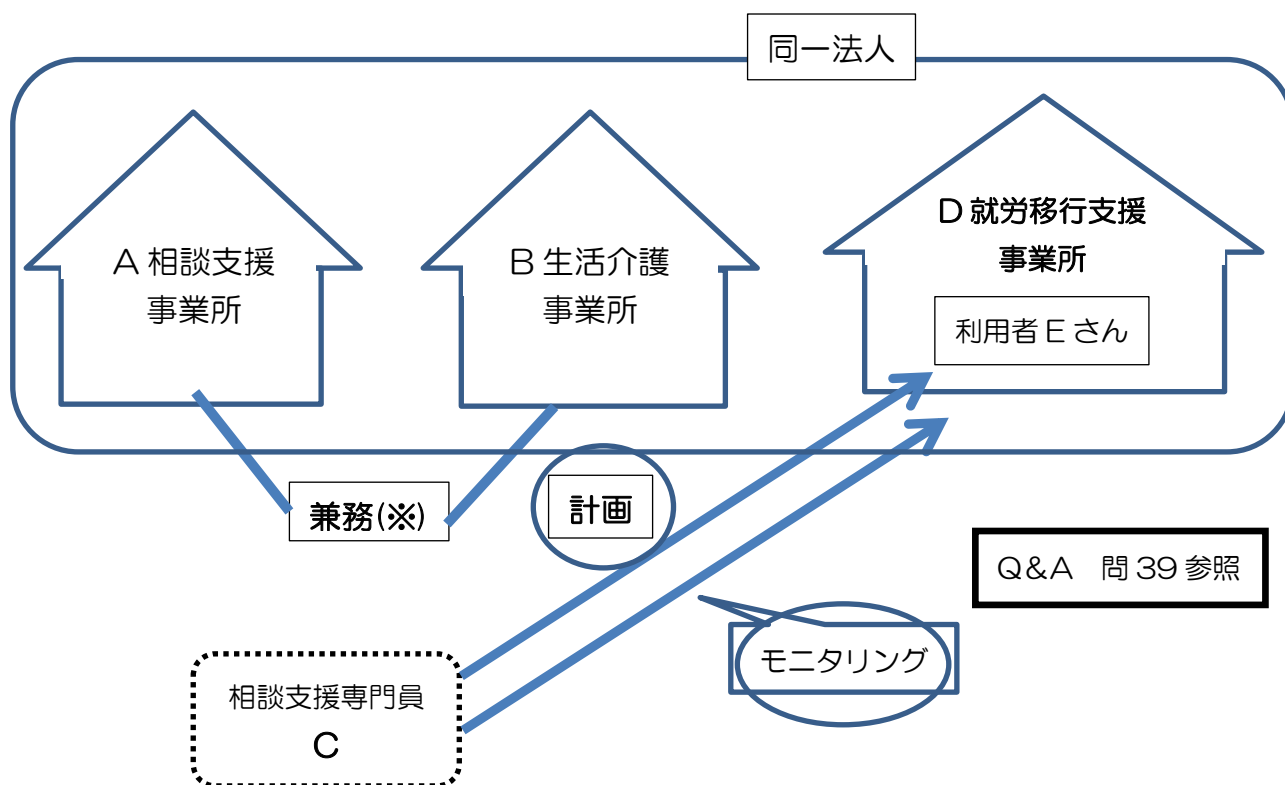 同一法人
A 相談支援
事業所
B 生活介護
事業所
D 就労移行支援
事業所
利用者 E さん
兼務(※)
計画
Q&A 問 39 参照
モニタリング
相談支援専門員
C